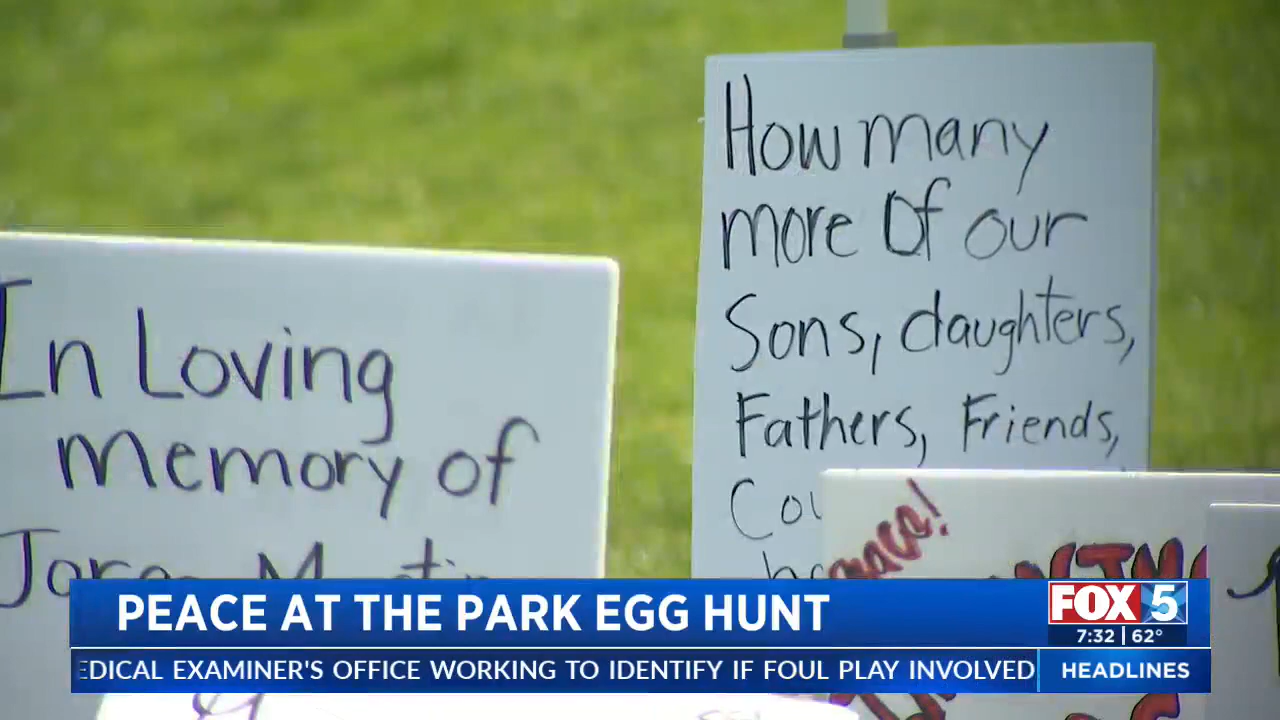 How many
more Of our
Sons, daughters,
Fathers, Friends,
In Loving
memory of
PEACE AT THE PARK EGG HUNT
FOX 5
7:32 | 62°
EDICAL EXAMINER'S OFFICE WORKING TO IDENTIFY IF FOUL PLAY INVOLVED
HEADLINES